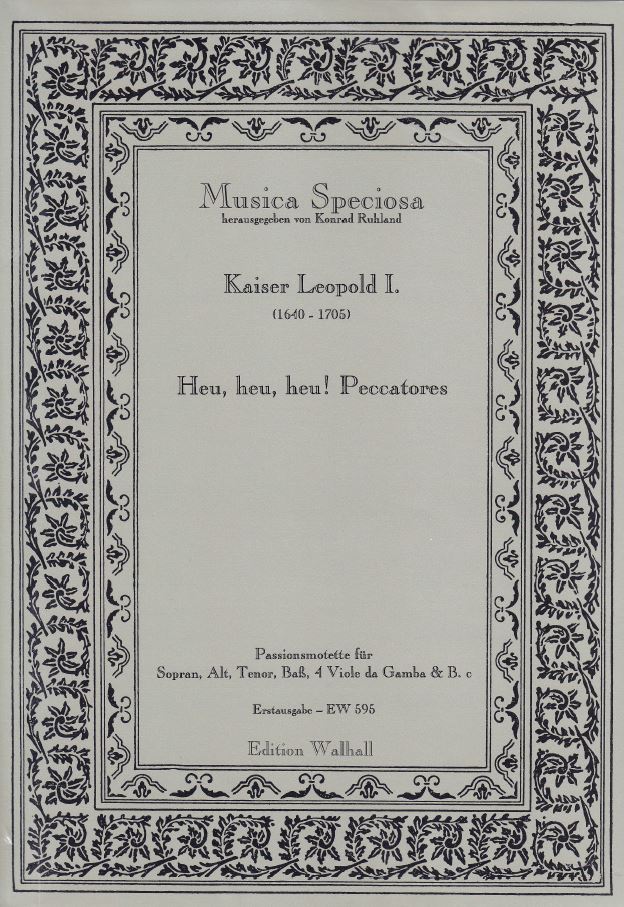 Musica Speciosa
herausgegeben von Konrad Ruhland
Kaiser Leopold I.
(1640 - 1705)
Heu, heu, heu! Peccatores
Passionsmotette für
Sopran, Alt, Tenor, Baß, 4 Viole da Gamba & B. c
Erstausgabe – EW 595
Edition Walhall